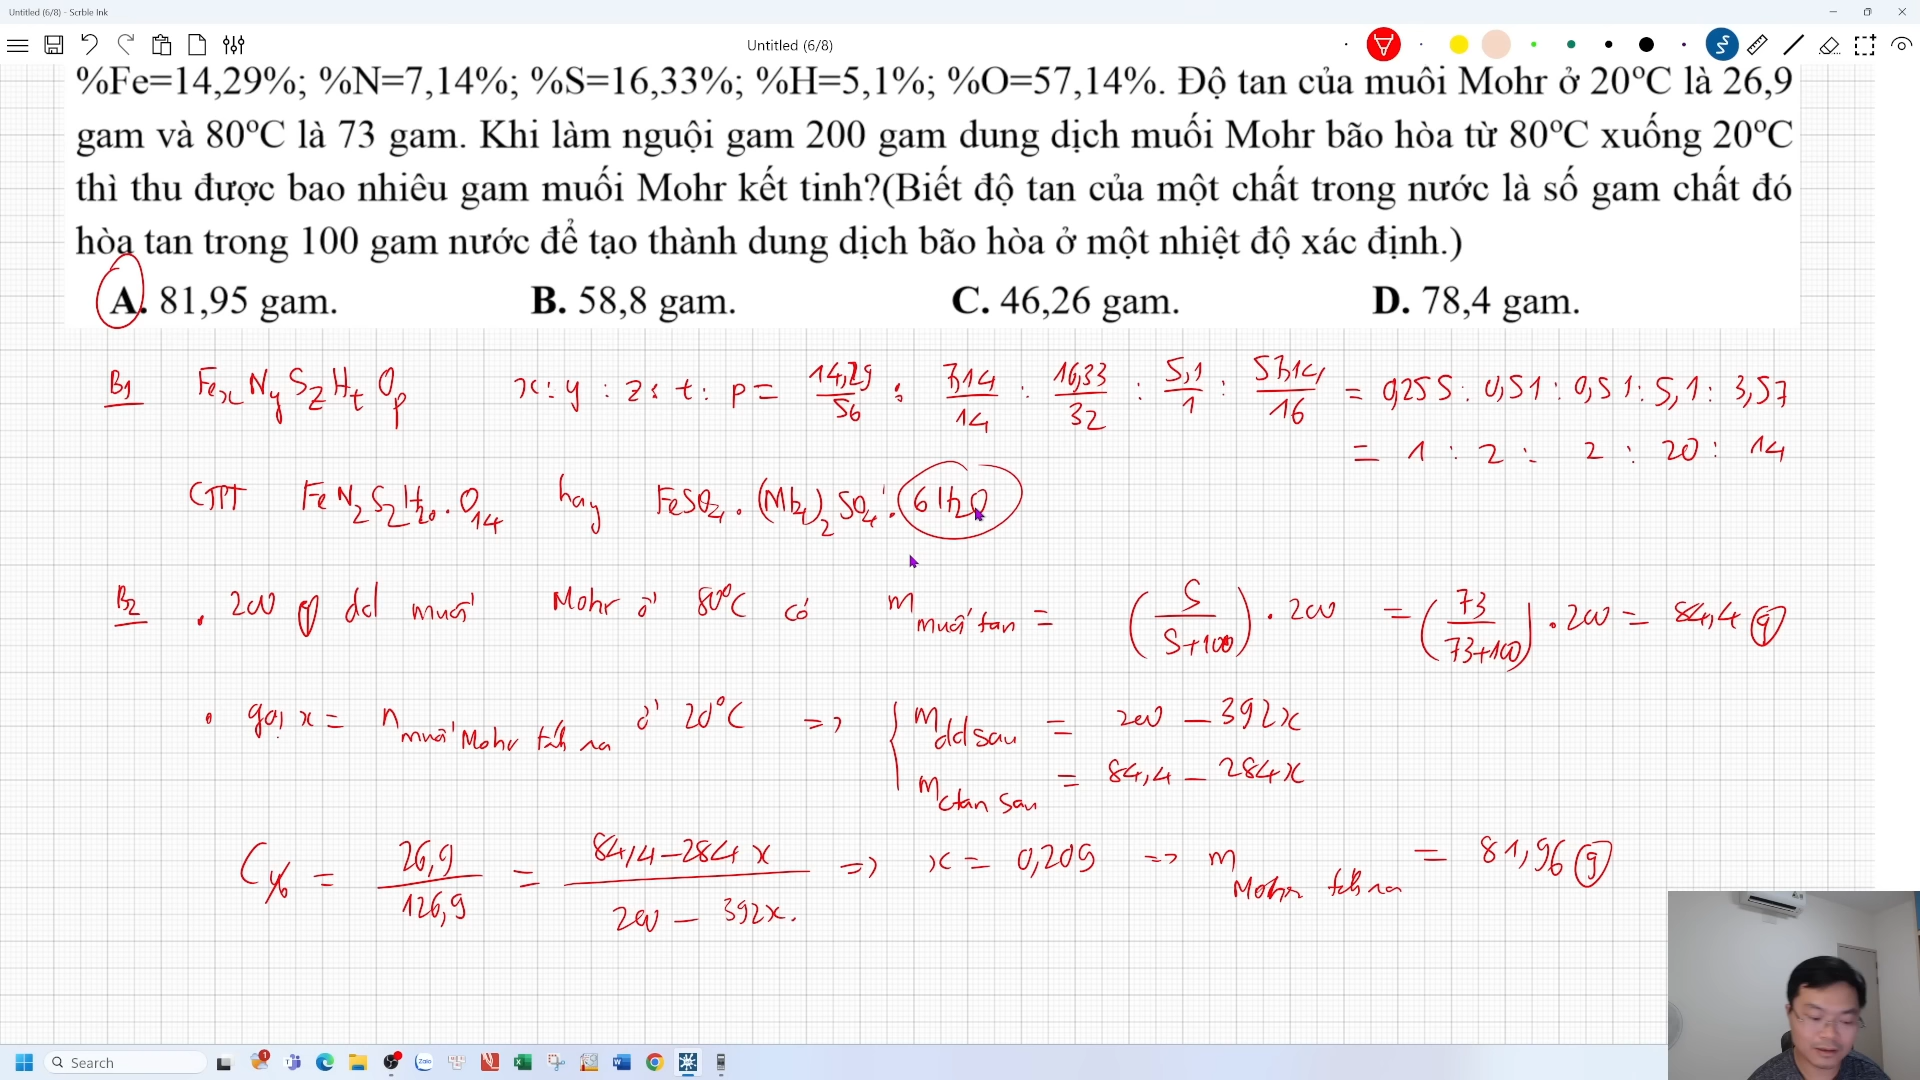 Untitled (6/8) - Scrble Ink
Untitled (6/8)
%Fe=14,29%; %N=7,14%; %S=16,33%; %H=5,1%; %O=57,14%. Độ tan của muôi Mohr ở 20ºC là 26,9
gam và 80ºC là 73 gam. Khi làm nguội gam 200 gam dung dịch muối Mohr bão hòa từ 80ºC xuống 20ºC
thì thu được bao nhiêu gam muối Mohr kết tinh?(Biết độ tan của một chất trong nước là số gam chất đó
hòa tan trong 100 gam nước để tạo thành dung dịch bão hòa ở một nhiệt độ xác định.)
A. 81,95 gam. B. 58,8 gam. C. 46,26 gam. D. 78,4 gam.
B1 FexNySzHtOp x : y : z : t : p = 14,29/56 : 7,14/14 : 16,33/32 : 5,1/1 : 57,14/16 = 0,255 : 0,51 : 0,51 : 5,1 : 3,57
= 1 : 2 : 2 : 20 : 14
CTPT FeN2S2H20.O14 hay FeSO4.(NH4)2SO4.6H2O
B2 . 200 g dd muối Mohr ở 80°C có m muối tan = (S/(S+100)) . 200 = (73/(73+100)) . 200 = 84,4 g
. gọi x = n muối Mohr tách ra ở 20°C => { m dd sau = 200 - 392x
m ctan sau = 84,4 - 284x
C% = 26,9/126,9 = (84,4-284x)/(200 - 392x). => x = 0,209 => m Mohr tách ra = 81,96 g
Search
Zalo